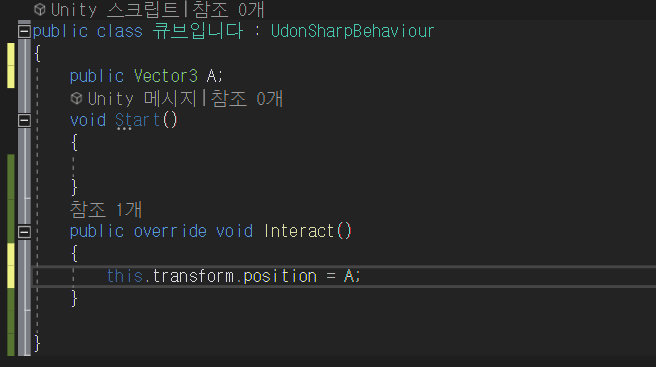 Unity 스크립트|참조 0개
public class 큐브입니다 : UdonSharpBehaviour
{
public Vector3 A;
Unity 메시지|참조 0개
void Start()
{
}
참조 1개
public override void Interact()
{
this.transform.position = A;
}
}